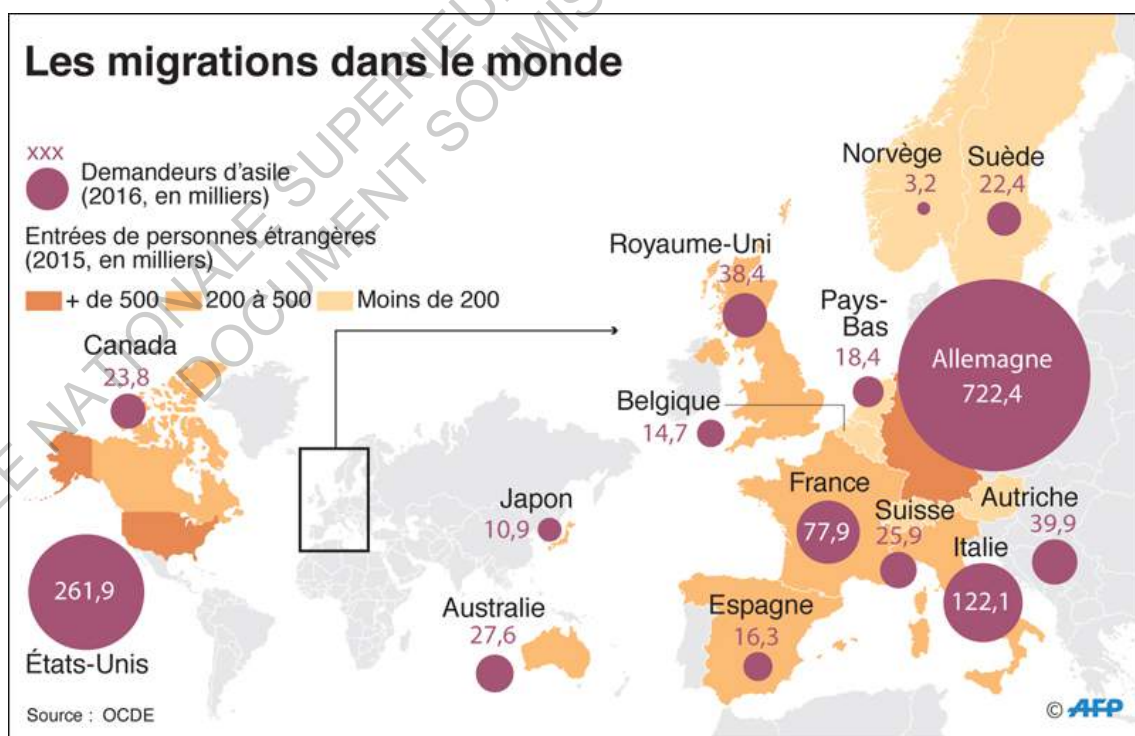 Les migrations dans le monde
xxx
Demandeurs d'asile
(2016, en milliers)
Entrées de personnes étrangères
(2015, en milliers)
+ de 500
200 à 500
Moins de 200
Canada
23,8
261,9
États-Unis
Japon
10,9
Australie
27,6
Norvège
3,2
Suède
22,4
Royaume-Uni
38,4
Pays-
Bas
18,4
Allemagne
722,4
Belgique
14,7
France
77,9
Suisse
25,9
Autriche
39,9
Italie
122,1
Espagne
16,3
Source : OCDE
© AFP
NATIONALE SUPERIEU
DOCUMENT SOUMIS